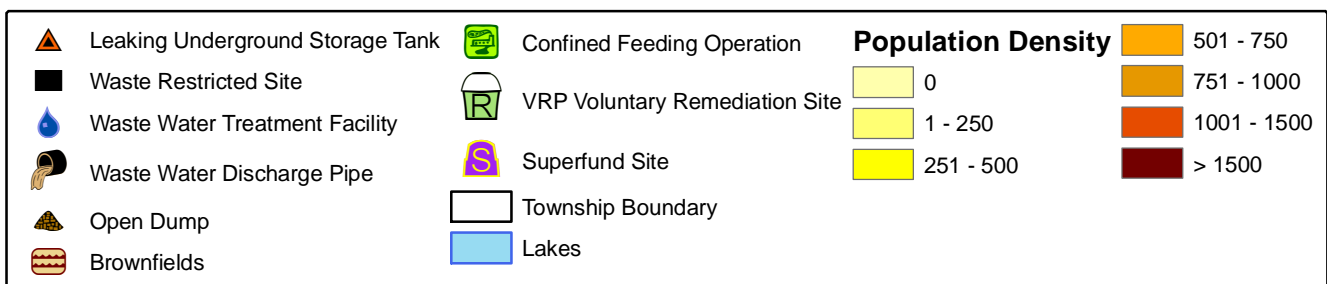 Leaking Underground Storage Tank
Waste Restricted Site
Waste Water Treatment Facility
Waste Water Discharge Pipe
Open Dump
Brownfields
Confined Feeding Operation
R
VRP Voluntary Remediation Site
S
Superfund Site
Township Boundary
Lakes
Population Density
0
1 - 250
251 - 500
501 - 750
751 - 1000
1001 - 1500
> 1500